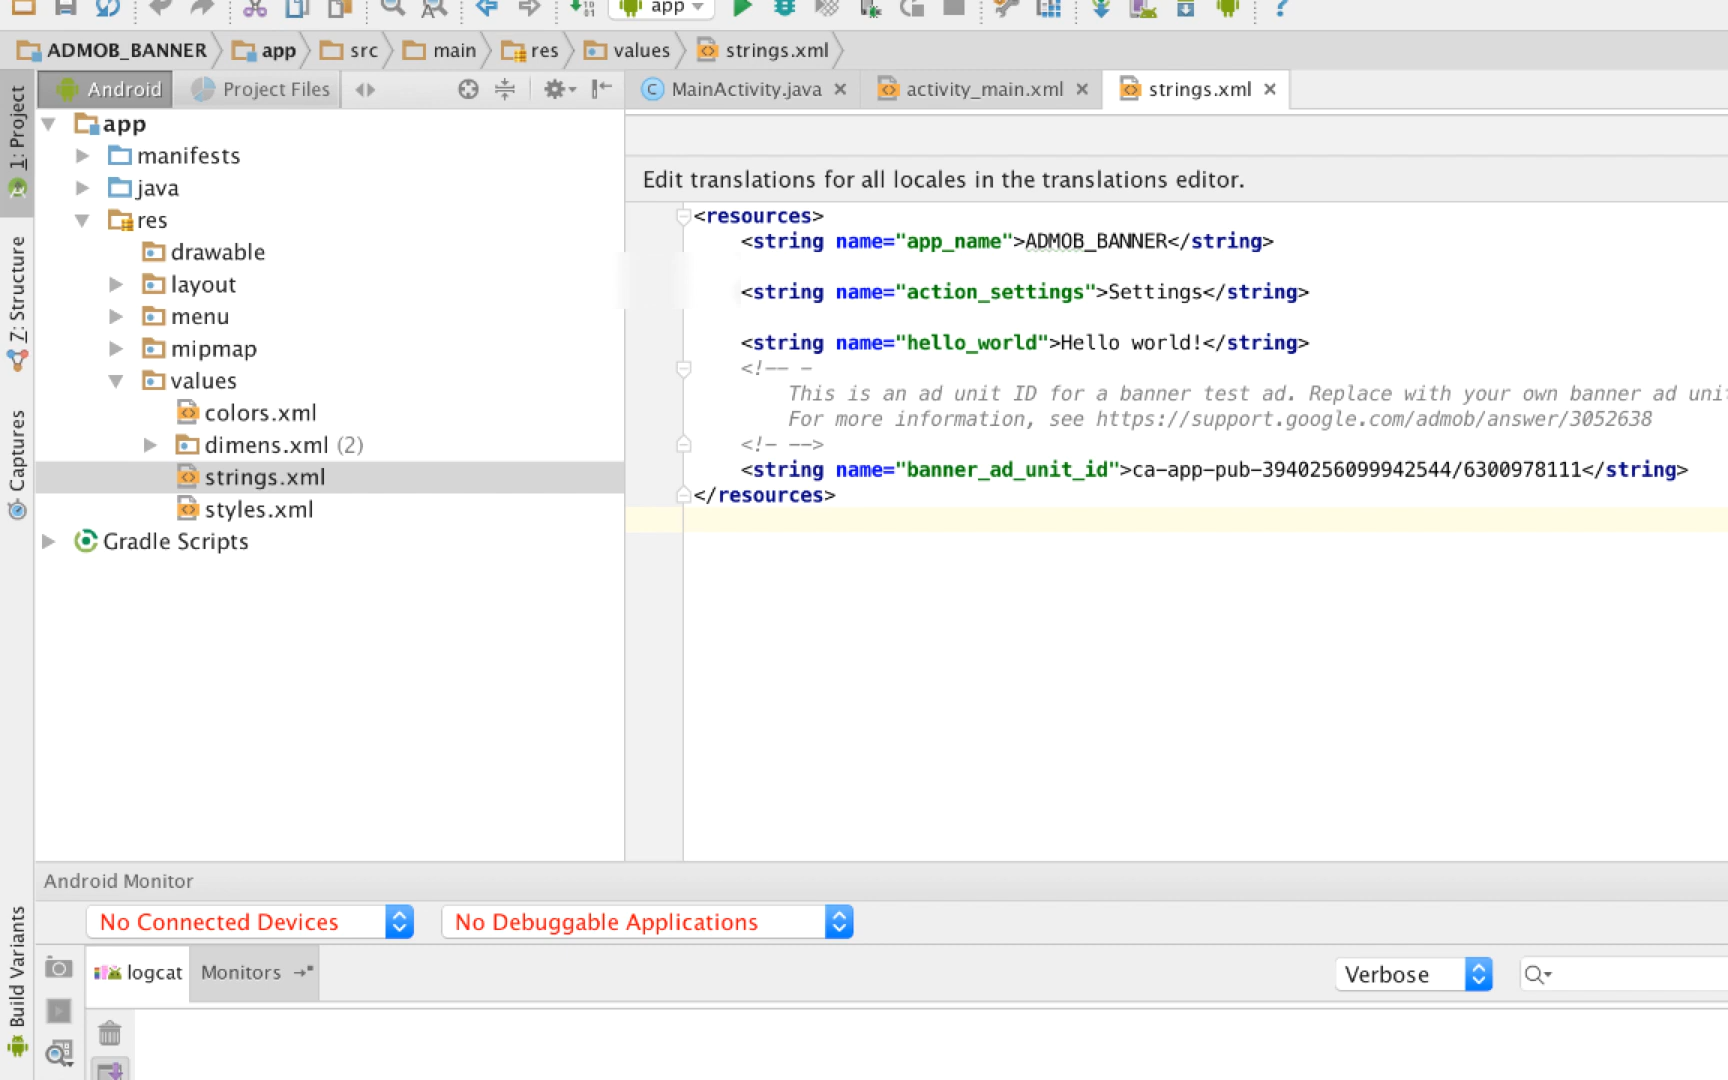 app
ADMOB_BANNER app src main res values strings.xml
Android Project Files MainActivity.java activity_main.xml strings.xml
1: Project
Z: Structure
Captures
Build Variants
app
manifests
java
res
drawable
layout
menu
mipmap
values
colors.xml
dimens.xml (2)
strings.xml
styles.xml
Gradle Scripts
Edit translations for all locales in the translations editor.
<resources>
<string name="app_name">ADMOB_BANNER</string>
<string name="action_settings">Settings</string>
<string name="hello_world">Hello world!</string>
<!-- -
This is an ad unit ID for a banner test ad. Replace with your own banner ad
For more information, see https://support.google.com/admob/answer/3052638
<!- -->
<string name="banner_ad_unit_id">ca-app-pub-3940256099942544/6300978111</string>
</resources>
Android Monitor
No Connected Devices No Debuggable Applications
logcat Monitors Verbose